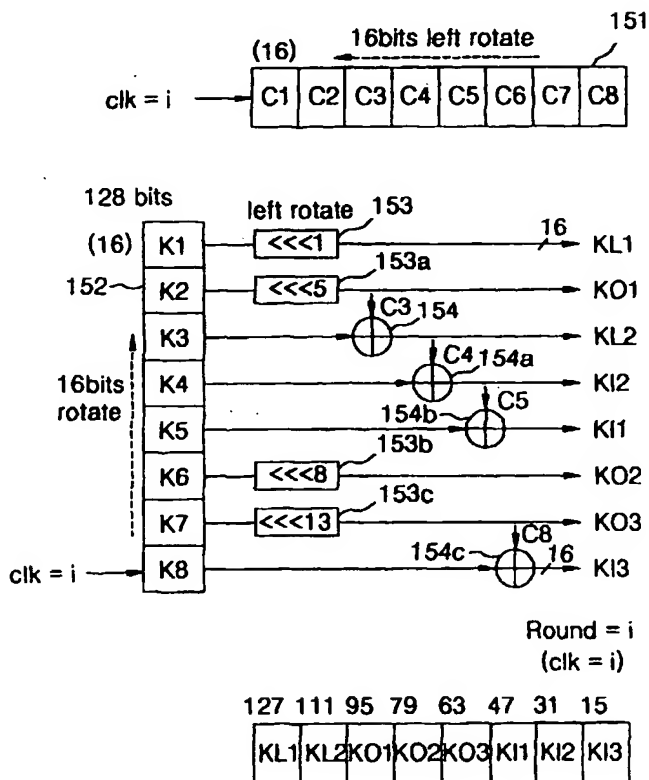 151
16bits left rotate
(16)
clk = i
C1 C2 C3 C4 C5 C6 C7 C8
128 bits
left rotate
153
(16) K1 <<<1 16 KL1
153a
152 K2 <<<5 KO1
C3 154
K3 KL2
C4 154a
K4 KI2
16bits
rotate
C5
154b
K5 KI1
153b
K6 <<<8 KO2
153c
K7 <<<13 KO3
C8
154c 16
clk = i K8 KI3
Round = i
(clk = i)
127 111 95 79 63 47 31 15
KL1 KL2 KO1 KO2 KO3 KI1 KI2 KI3